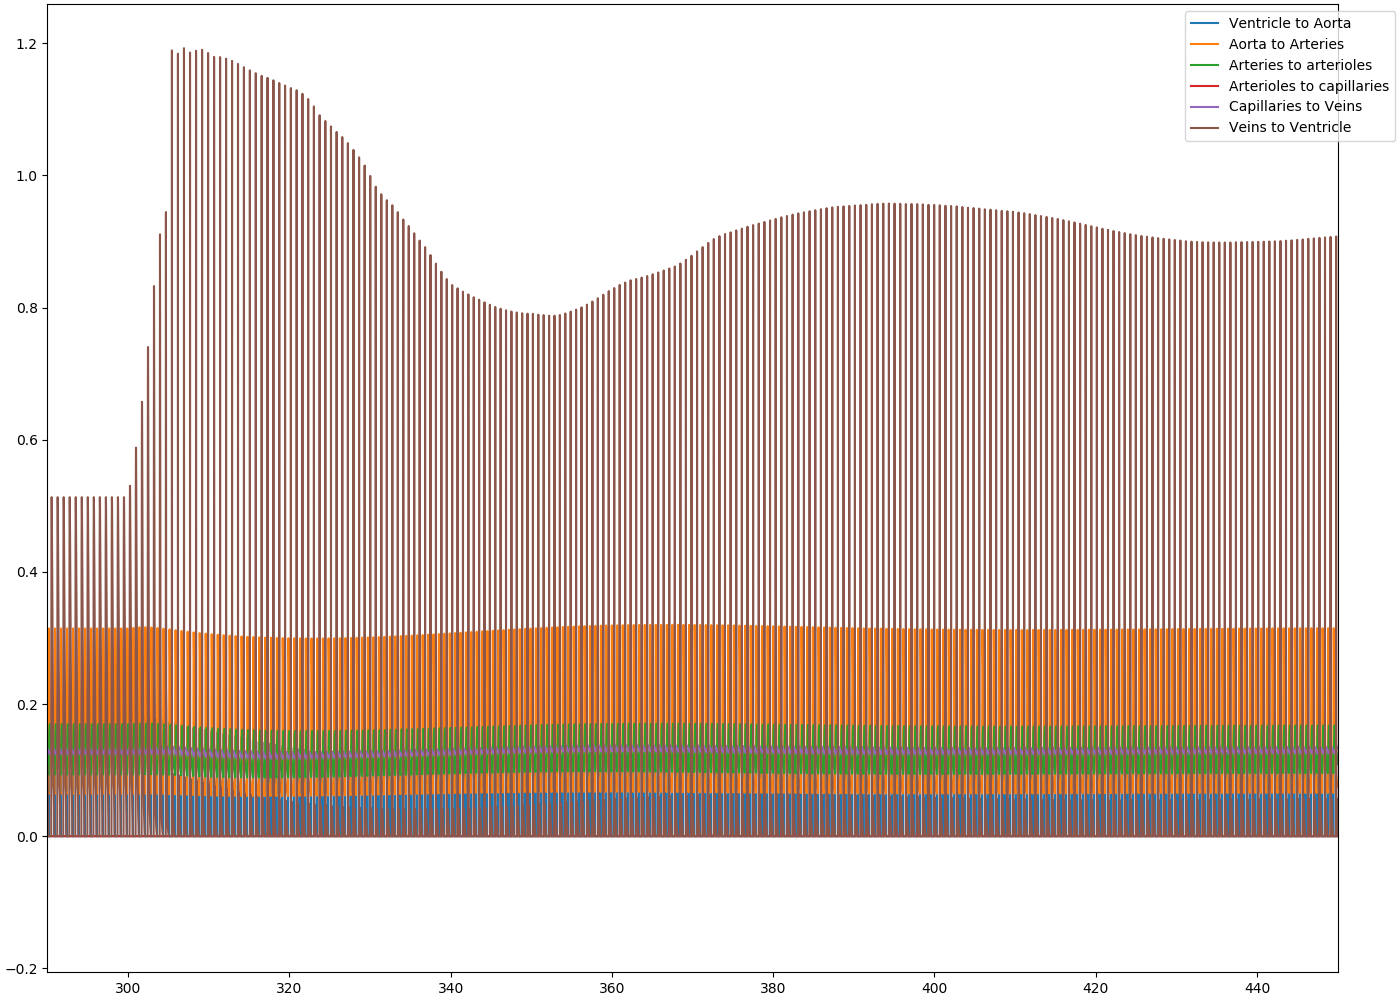 1.2
1.0
0.8
0.6
0.4
0.2
0.0
−0.2
300 320 340 360 380 400 420 440
Ventricle to Aorta
Aorta to Arteries
Arteries to arterioles
Arterioles to capillaries
Capillaries to Veins
Veins to Ventricle